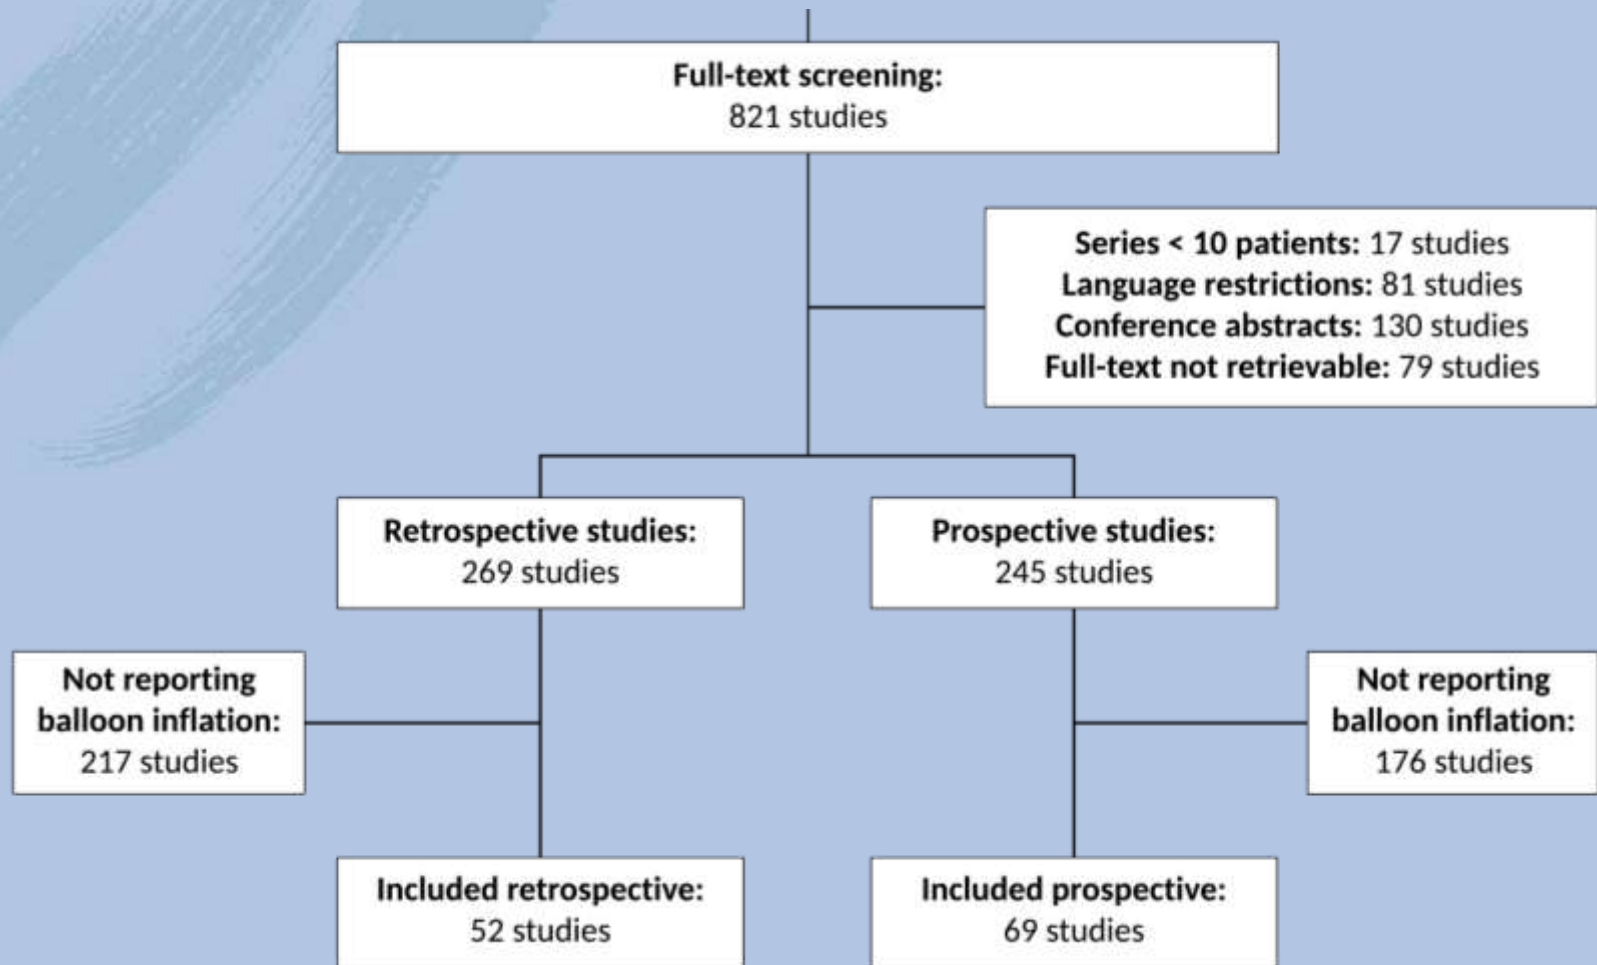 Full-text screening:
821 studies
Series < 10 patients: 17 studies
Language restrictions: 81 studies
Conference abstracts: 130 studies
Full-text not retrievable: 79 studies
Retrospective studies:
269 studies
Prospective studies:
245 studies
Not reporting
balloon inflation:
217 studies
Not reporting
balloon inflation:
176 studies
Included retrospective:
52 studies
Included prospective:
69 studies